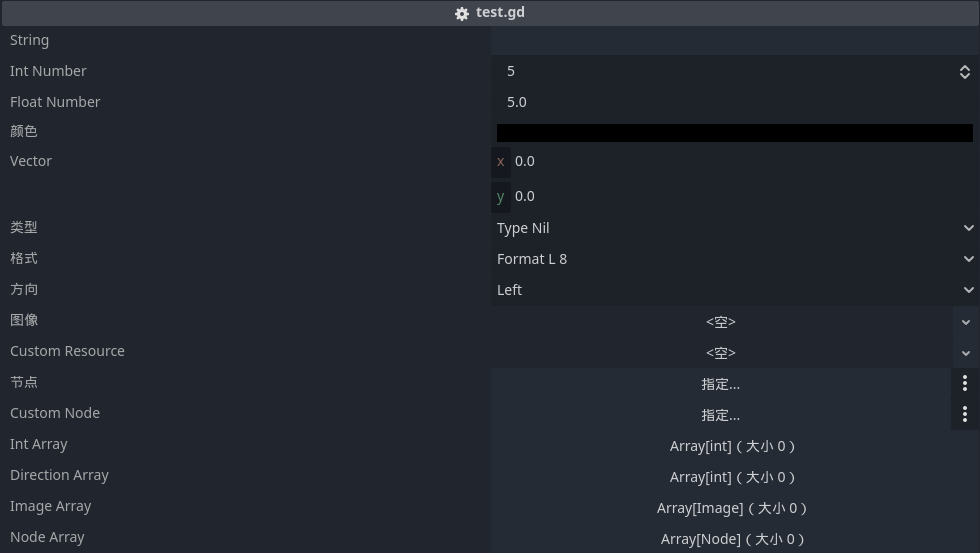 test.gd
String
Int Number 5
Float Number 5.0
颜色
Vector x 0.0
y 0.0
类型 Type Nil
格式 Format L 8
方向 Left
图像 <空>
Custom Resource <空>
节点 指定...
Custom Node 指定...
Int Array Array[int]（大小 0）
Direction Array Array[int]（大小 0）
Image Array Array[Image]（大小 0）
Node Array Array[Node]（大小 0）